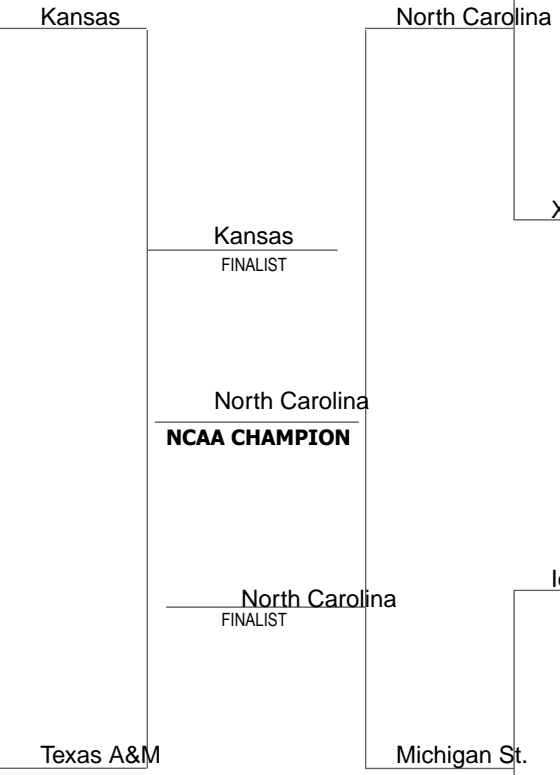 Kansas
North Carolina
Kansas
FINALIST
North Carolina
NCAA CHAMPION
North Carolina
FINALIST
Texas A&M
Michigan St.